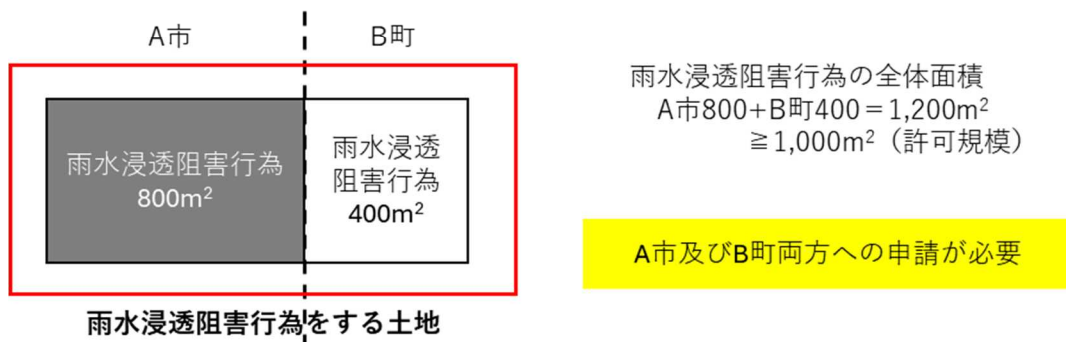 A市
B町
雨水浸透阻害行為
800m²
雨水浸透
阻害行為
400m²
雨水浸透阻害行為をする土地
雨水浸透阻害行為の全体面積
A市800+B町400=1,200m²
≧1,000m²（許可規模）
A市及びB町両方への申請が必要